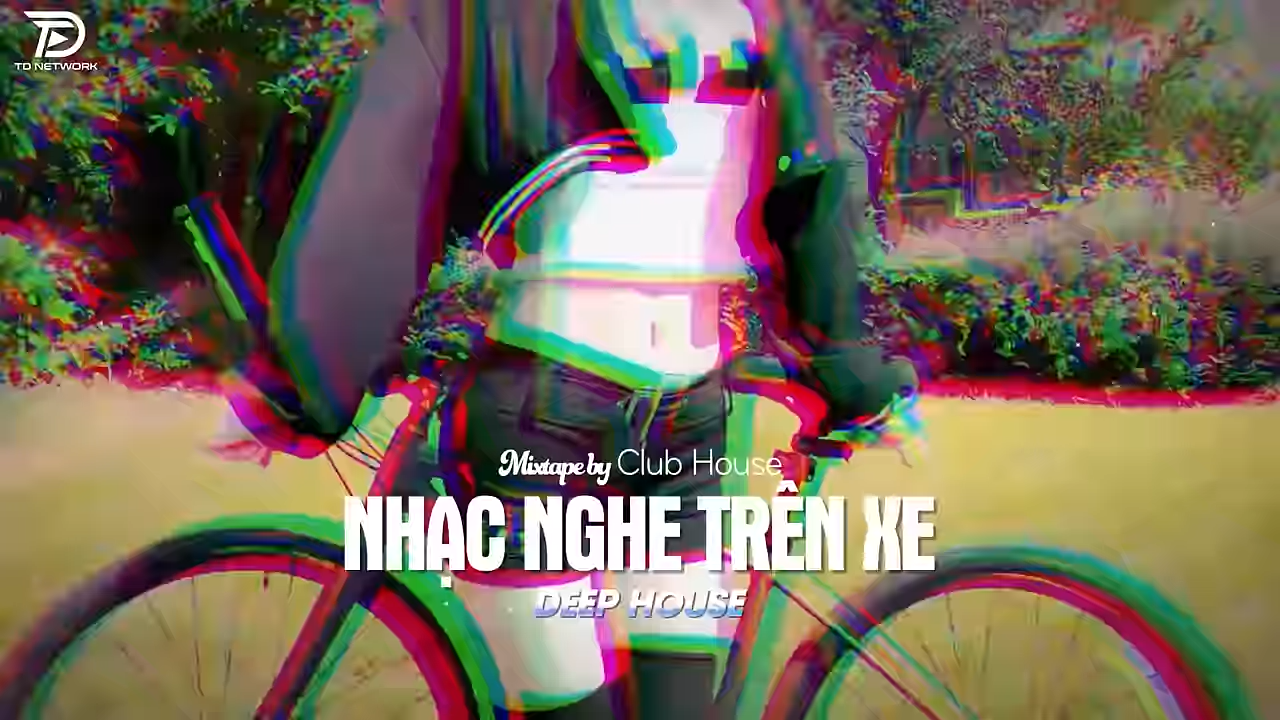 TD NETWORK
Mixtape by Club House
NHẠC NGHE TRÊN XE
DEEP HOUSE